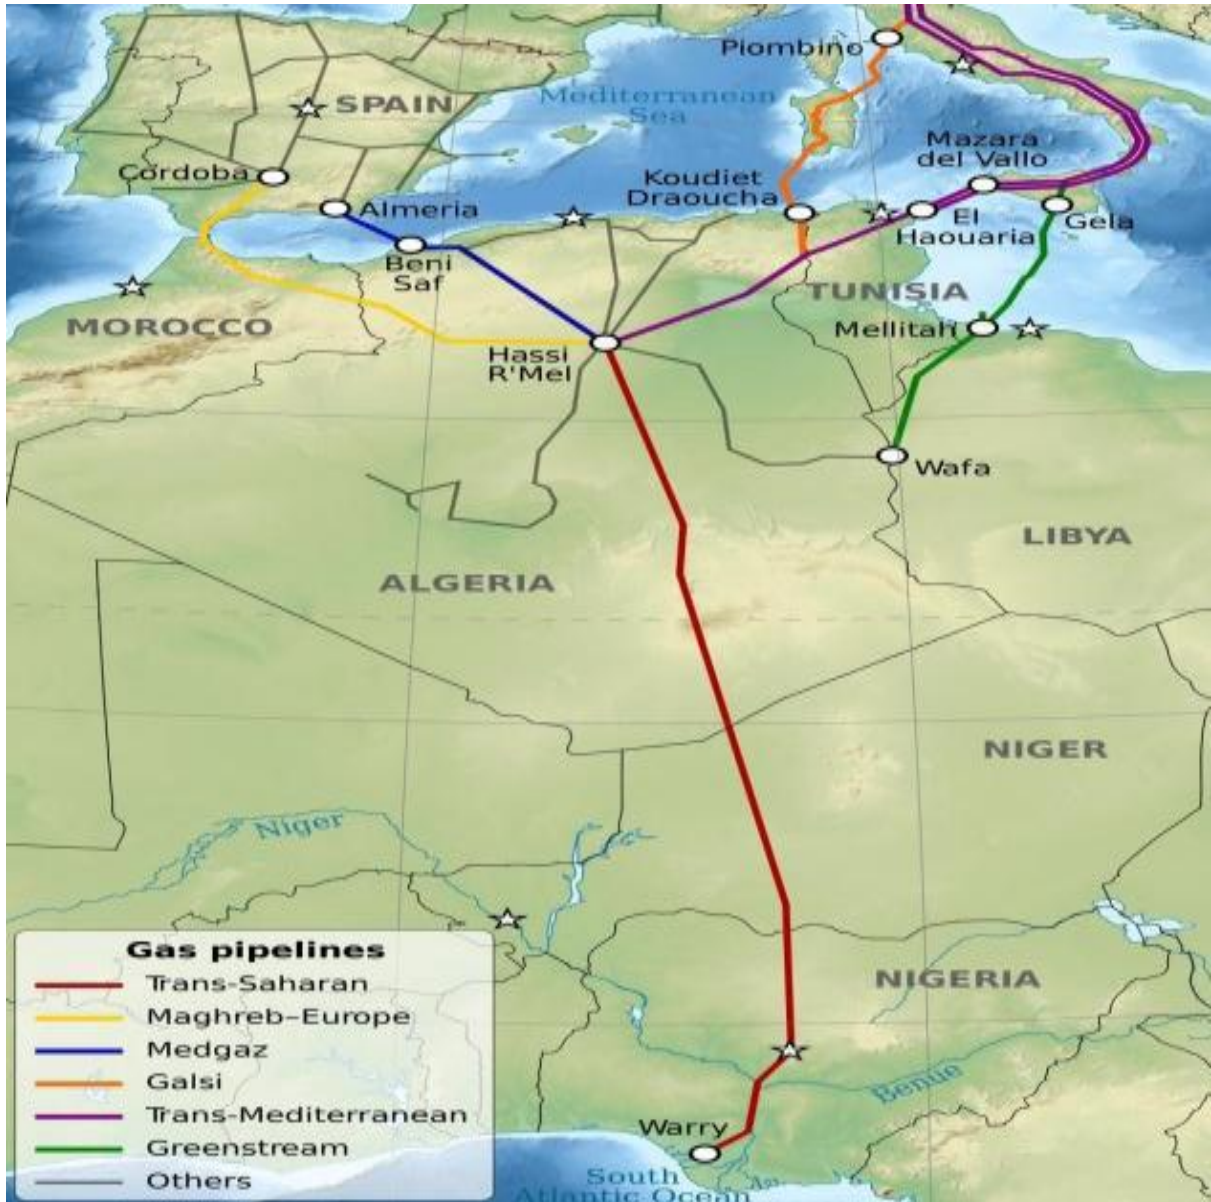 Piombino
SPAIN
Mediterranean
Sea
Mazara
del Vallo
Cordoba
Koudiet
Draoucha
Almeria
El
Haouaria
Gela
Beni
Saf
TUNISIA
MOROCCO
Mellitah
Hassi
R'Mel
Wafa
LIBYA
ALGERIA
NIGER
Niger
NIGERIA
Benue
Warry
South
Atlantic Ocean
Gas pipelines
Trans-Saharan
Maghreb–Europe
Medgaz
Galsi
Trans-Mediterranean
Greenstream
Others